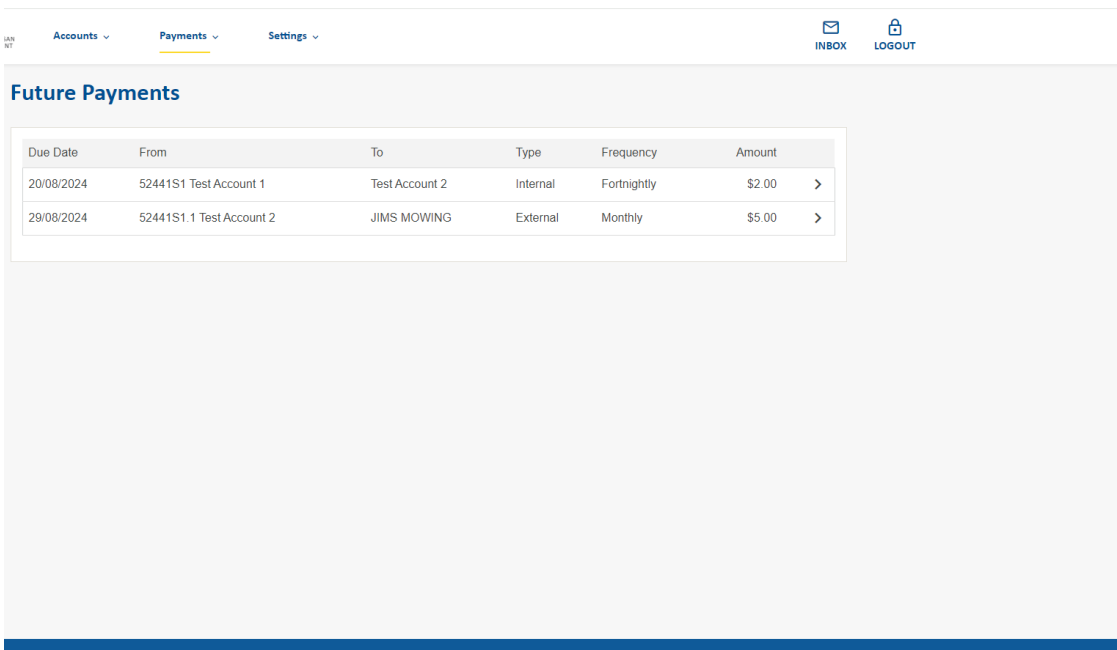 Accounts Payments Settings INBOX LOGOUT
Future Payments
Due Date From To Type Frequency Amount
20/08/2024 52441S1 Test Account 1 Test Account 2 Internal Fortnightly $2.00
29/08/2024 52441S1.1 Test Account 2 JIMS MOWING External Monthly $5.00